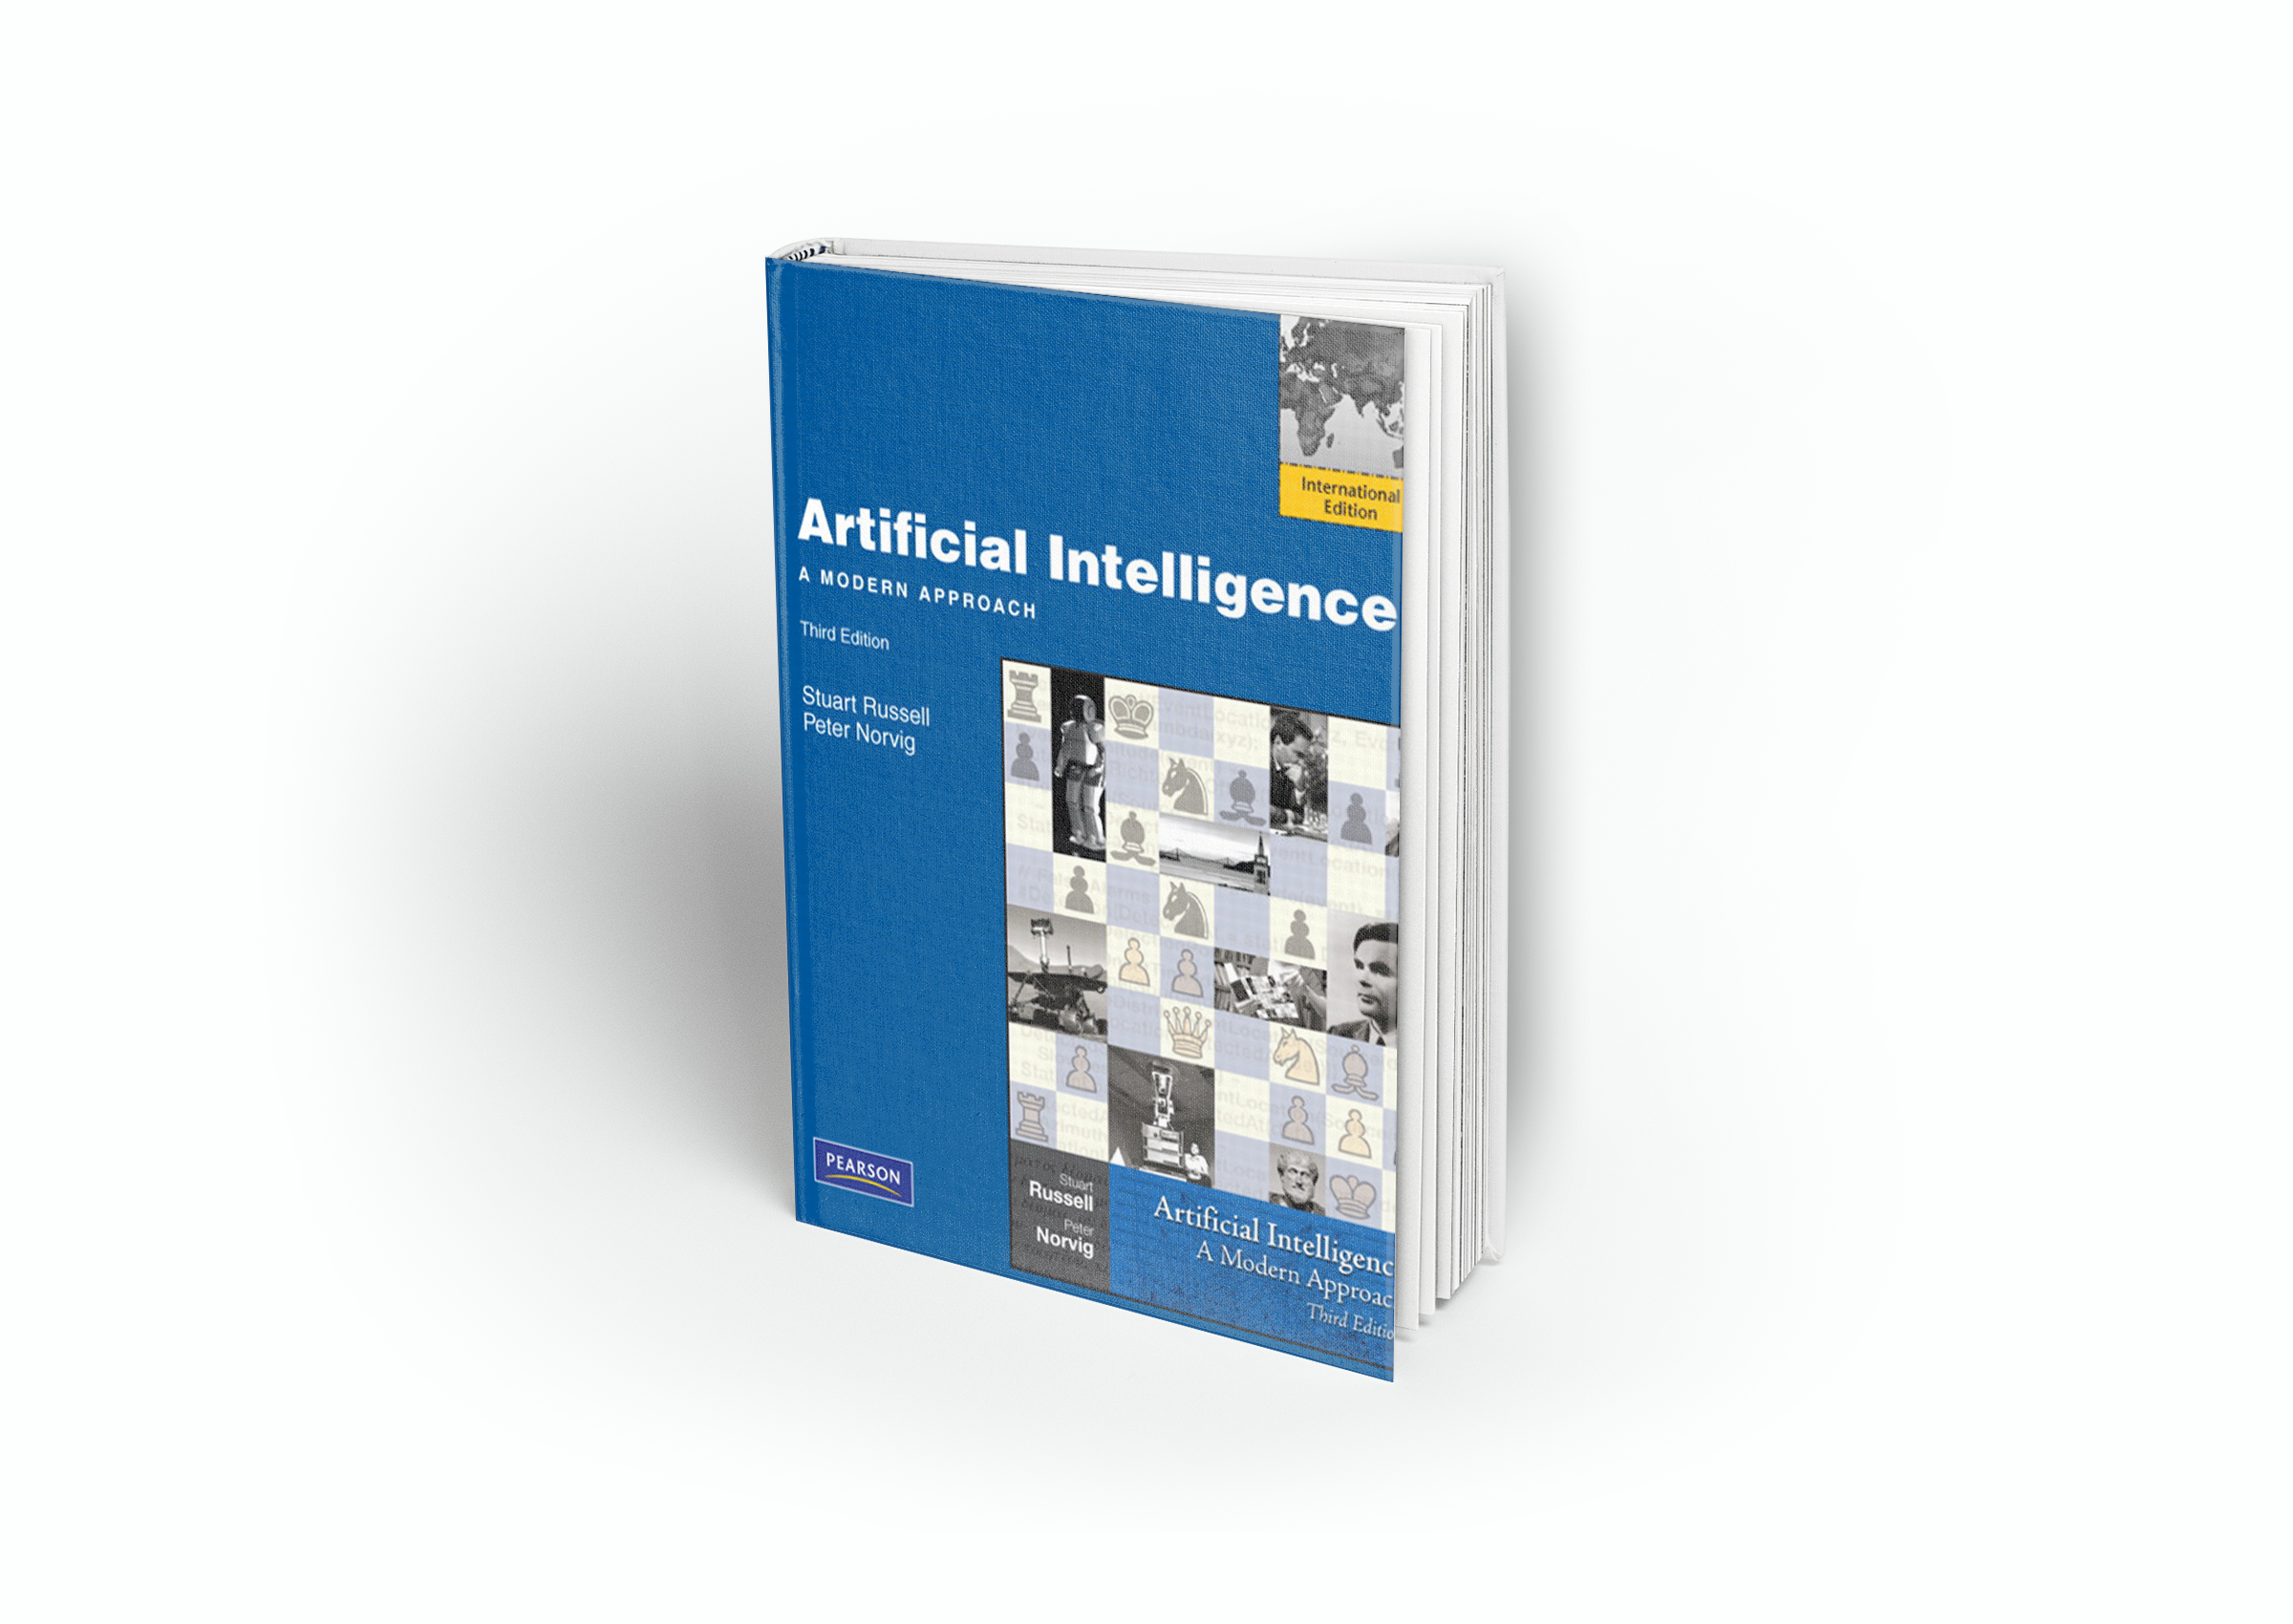 International
Edition
Artificial Intelligence
A MODERN APPROACH
Third Edition
Stuart Russell
Peter Norvig
PEARSON
Stuart
Russell
Peter
Norvig
Artificial Intelligenc
A Modern Approac
Third Editio